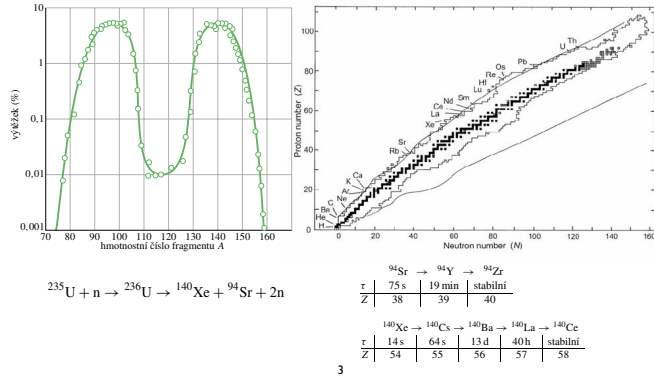 10
1
0,1
0,01
0,001
výtěžek (%)
70 80 90 100 110 120 130 140 150 160
hmotnostní číslo fragmentu A
100
80
60
40
20
0
Proton number (Z)
U Th
Pb
Os
Re
Hf
Lu
Sm
Nd
Ce
La
Xe
Sr
Rb
Ca
K
Ar
Ne
C
Be
He
H
0 20 40 60 80 100 120 140 160
Neutron number (N)
²³⁵U + n → ²³⁶U → ¹⁴⁰Xe + ⁹⁴Sr + 2n
⁹⁴Sr → ⁹⁴Y → ⁹⁴Zr
τ 75 s 19 min stabilní
Z 38 39 40
¹⁴⁰Xe → ¹⁴⁰Cs → ¹⁴⁰Ba → ¹⁴⁰La → ¹⁴⁰Ce
τ 14 s 64 s 13 d 40 h stabilní
Z 54 55 56 57 58
3